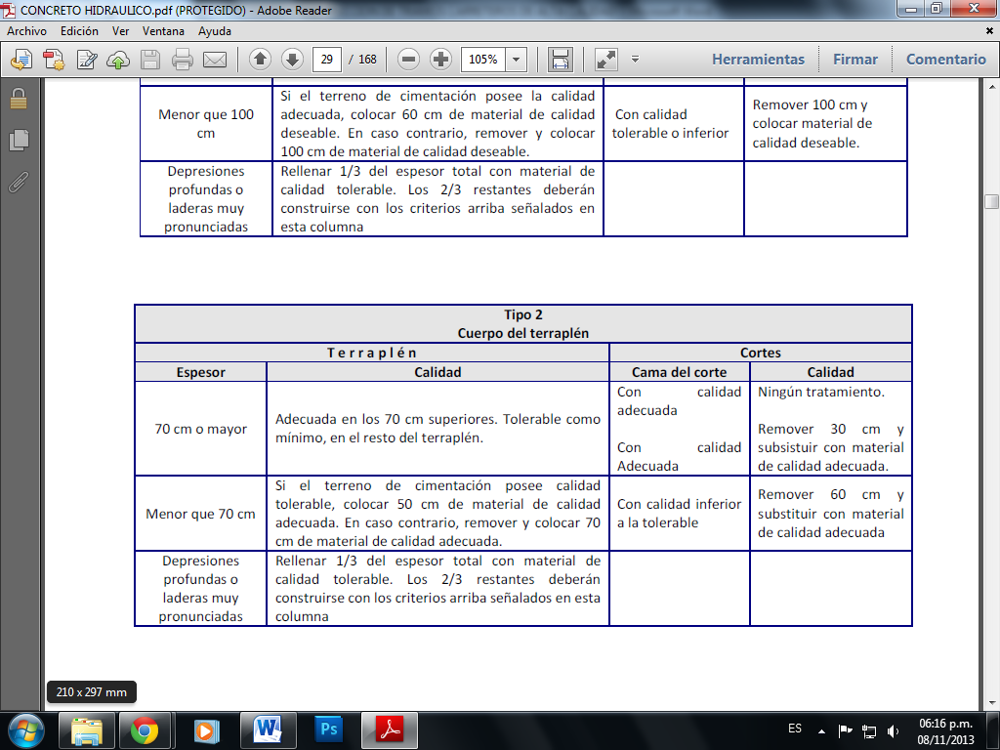 CONCRETO HIDRAULICO.pdf (PROTEGIDO) - Adobe Reader
Archivo Edición Ver Ventana Ayuda
29 / 168 105% Herramientas Firmar Comentario
Menor que 100
cm
Si el terreno de cimentación posee la calidad
adecuada, colocar 60 cm de material de calidad
deseable. En caso contrario, remover y colocar
100 cm de material de calidad deseable.
Con calidad
tolerable o inferior
Remover 100 cm y
colocar material de
calidad deseable.
Depresiones
profundas o
laderas muy
pronunciadas
Rellenar 1/3 del espesor total con material de
calidad tolerable. Los 2/3 restantes deberán
construirse con los criterios arriba señalados en
esta columna
Tipo 2
Cuerpo del terraplén
T e r r a p l é n
Cortes
Espesor
Calidad
Cama del corte
Calidad
70 cm o mayor
Adecuada en los 70 cm superiores. Tolerable como
mínimo, en el resto del terraplén.
Con calidad
adecuada
Con calidad
Adecuada
Ningún tratamiento.
Remover 30 cm y
subsistuir con material
de calidad adecuada.
Menor que 70 cm
Si el terreno de cimentación posee calidad
tolerable, colocar 50 cm de material de calidad
adecuada. En caso contrario, remover y colocar 70
cm de material de calidad adecuada.
Con calidad inferior
a la tolerable
Remover 60 cm y
substituir con material
de calidad adecuada
Depresiones
profundas o
laderas muy
pronunciadas
Rellenar 1/3 del espesor total con material de
calidad tolerable. Los 2/3 restantes deberán
construirse con los criterios arriba señalados en esta
columna
210 x 297 mm
W
Ps
ES
06:16 p.m.
08/11/2013